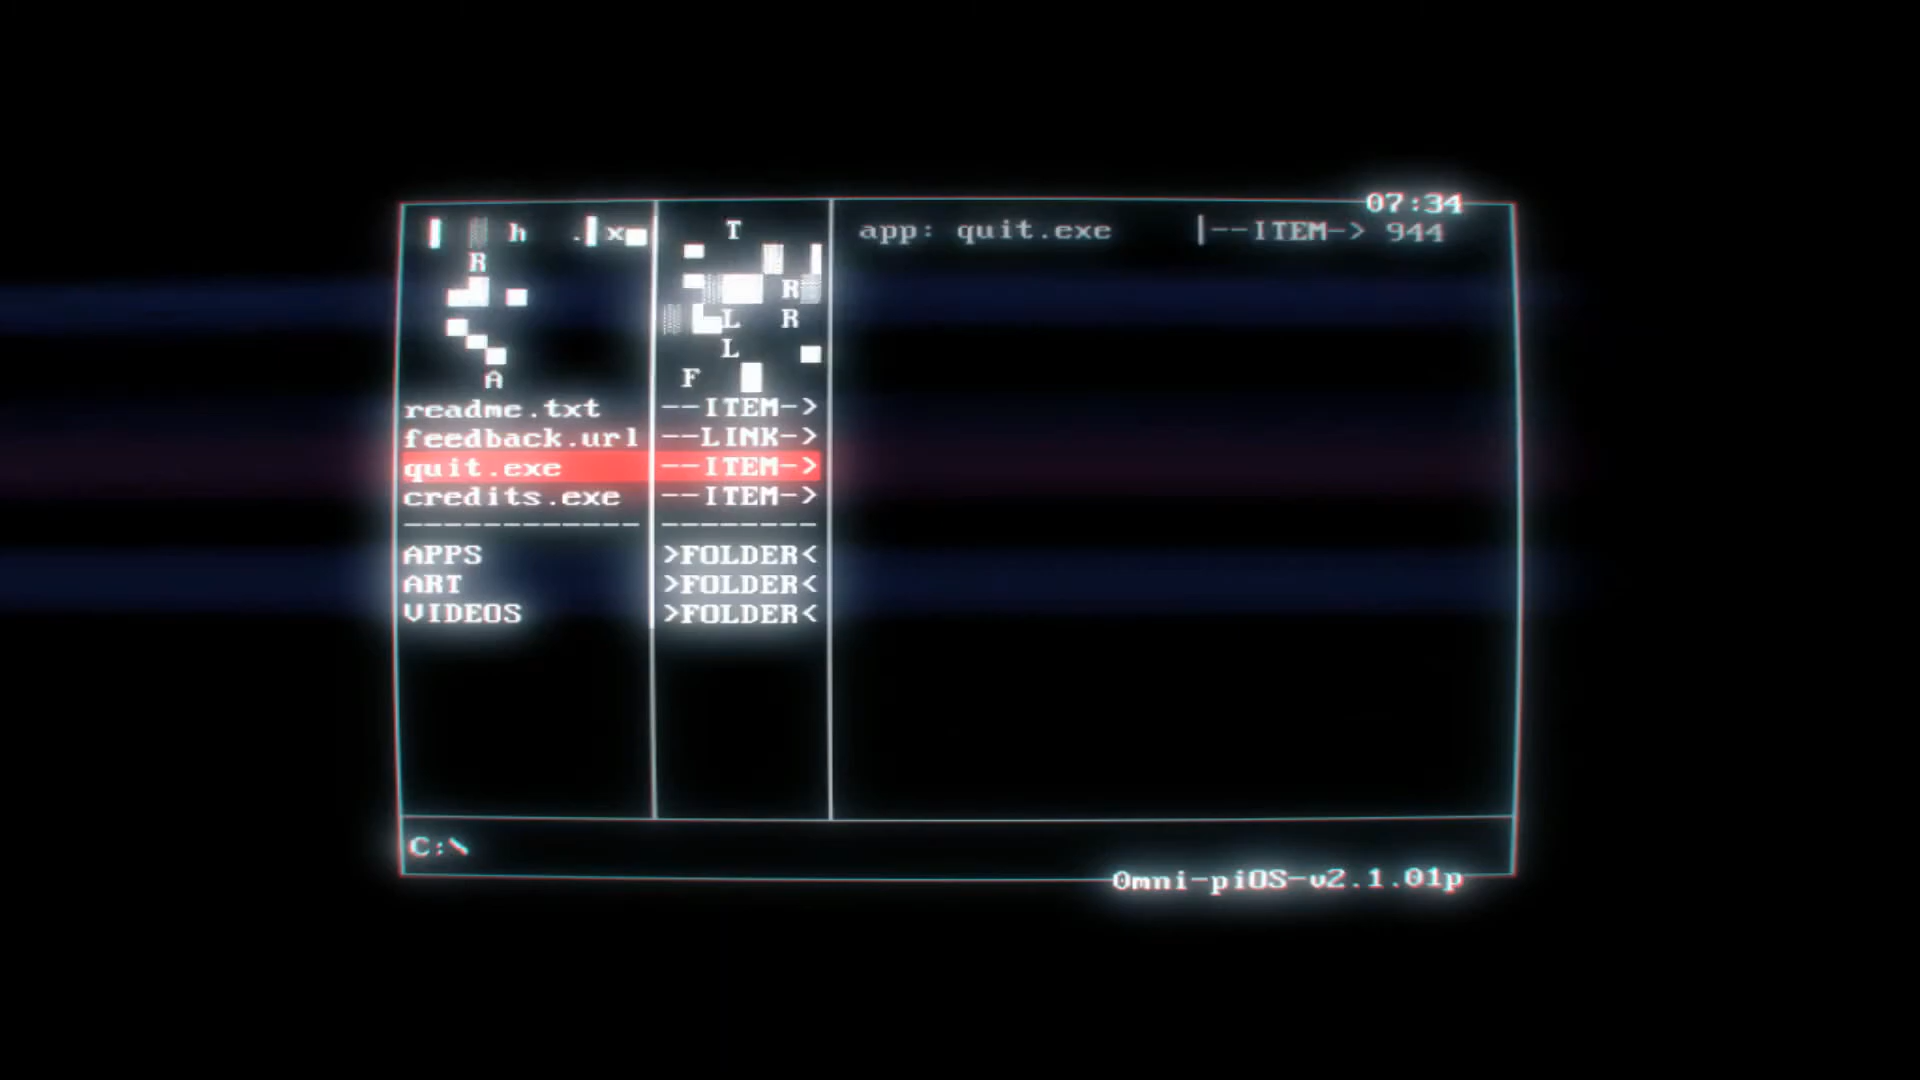 07:34
h . x T app: quit.exe |--ITEM-> 944
R
R
L R
L
A F
readme.txt --ITEM->
feedback.url --LINK->
quit.exe --ITEM->
credits.exe --ITEM->
------------ --------
APPS >FOLDER<
ART >FOLDER<
VIDEOS >FOLDER<
C:\
0mni-piOS-v2.1.01p